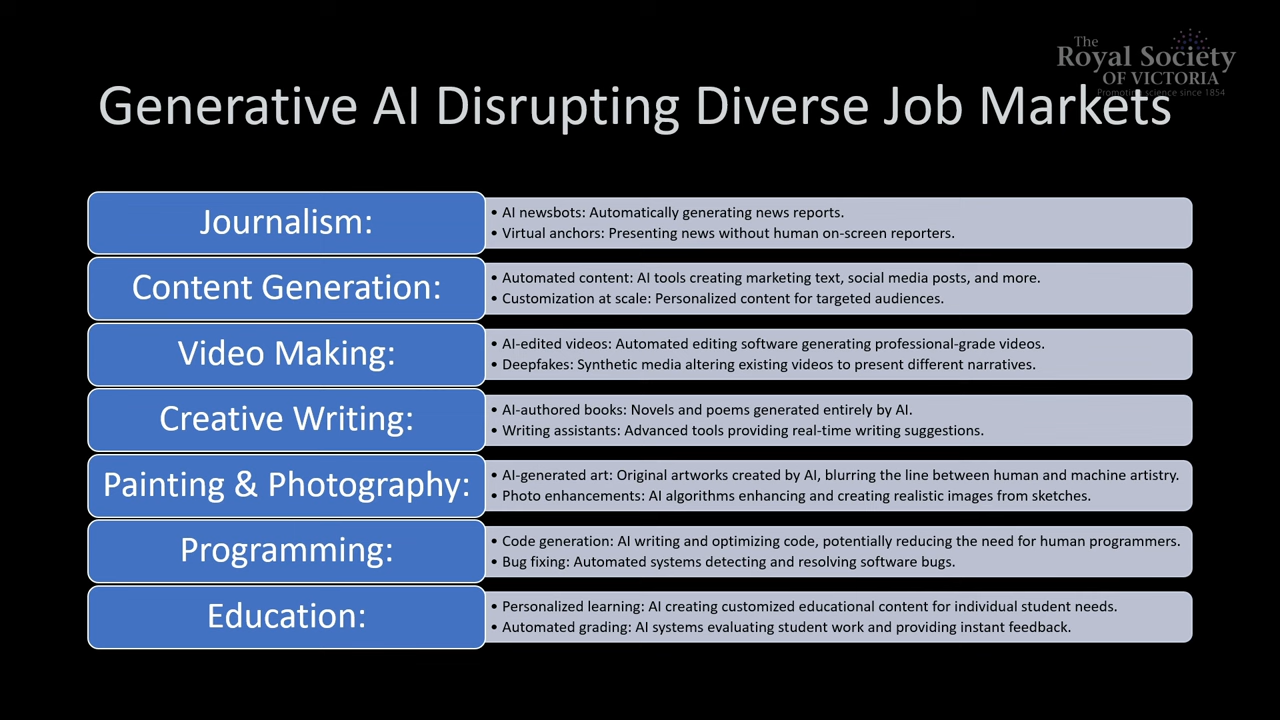 The
Royal Society
OF VICTORIA
Promoting science since 1854
Generative AI Disrupting Diverse Job Markets
Journalism:
• AI newsbots: Automatically generating news reports.
• Virtual anchors: Presenting news without human on-screen reporters.
Content Generation:
• Automated content: AI tools creating marketing text, social media posts, and more.
• Customization at scale: Personalized content for targeted audiences.
Video Making:
• AI-edited videos: Automated editing software generating professional-grade videos.
• Deepfakes: Synthetic media altering existing videos to present different narratives.
Creative Writing:
• AI-authored books: Novels and poems generated entirely by AI.
• Writing assistants: Advanced tools providing real-time writing suggestions.
Painting & Photography:
• AI-generated art: Original artworks created by AI, blurring the line between human and machine artistry.
• Photo enhancements: AI algorithms enhancing and creating realistic images from sketches.
Programming:
• Code generation: AI writing and optimizing code, potentially reducing the need for human programmers.
• Bug fixing: Automated systems detecting and resolving software bugs.
Education:
• Personalized learning: AI creating customized educational content for individual student needs.
• Automated grading: AI systems evaluating student work and providing instant feedback.